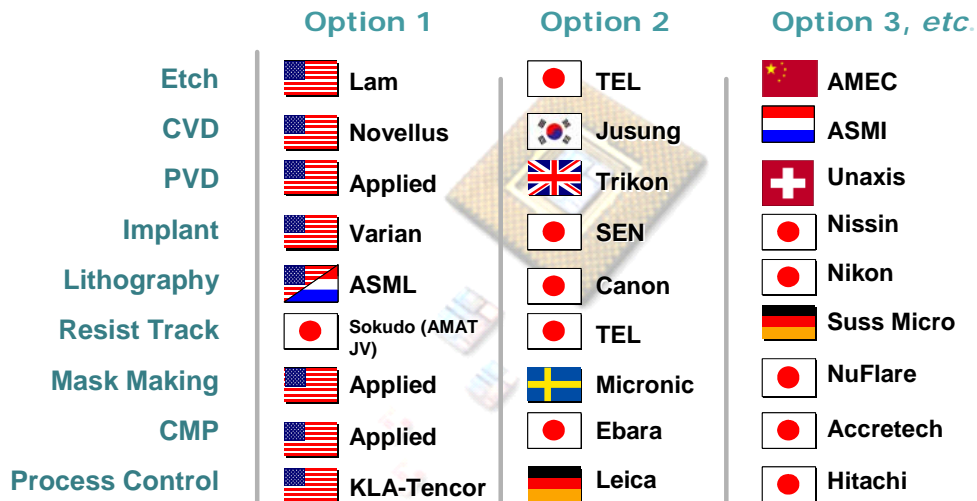 Option 1 Option 2 Option 3, etc.
Etch Lam TEL AMEC
CVD Novellus Jusung ASMI
PVD Applied Trikon Unaxis
Implant Varian SEN Nissin
Lithography ASML Canon Nikon
Resist Track Sokudo (AMAT
JV) TEL Suss Micro
Mask Making Applied Micronic NuFlare
CMP Applied Ebara Accretech
Process Control KLA-Tencor Leica Hitachi